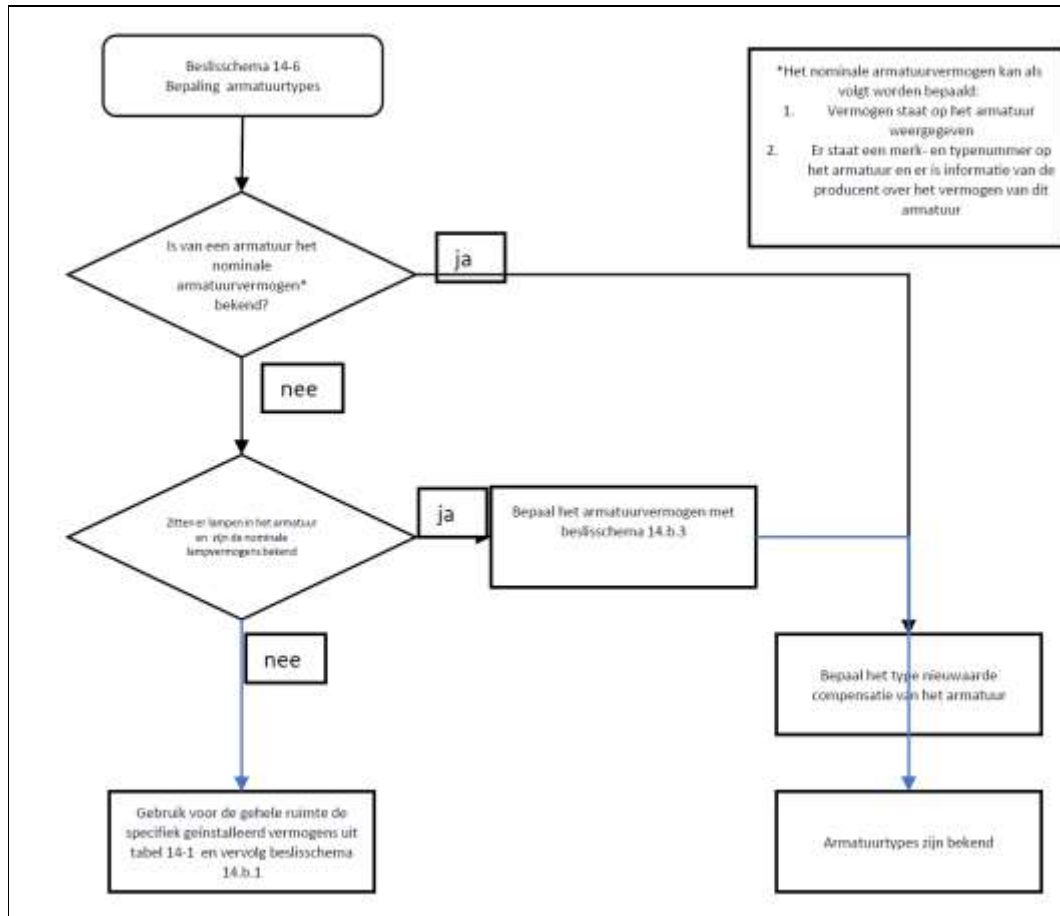 Beslisschema 14-6
Bepaling armatuurtypes
*Het nominale armatuurvermogen kan als
volgt worden bepaald:
1. Vermogen staat op het armatuur
weergegeven
2. Er staat een merk- en typenummer op
het armatuur en er is informatie van de
producent over het vermogen van dit
armatuur
Is van een armatuur het
nominale
armatuurvermogen*
bekend?
ja
nee
Zitten er lampen in het armatuur
en zijn de nominale
lampvermogens bekend
ja
Bepaal het armatuurvermogen met
beslisschema 14.b.3
nee
Bepaal het type nieuwaarde
compensatie van het armatuur
Gebruik voor de gehele ruimte de
specifiek geïnstalleerd vermogens uit
tabel 14-1 en vervolg beslisschema
14.b.1
Armatuurtypes zijn bekend